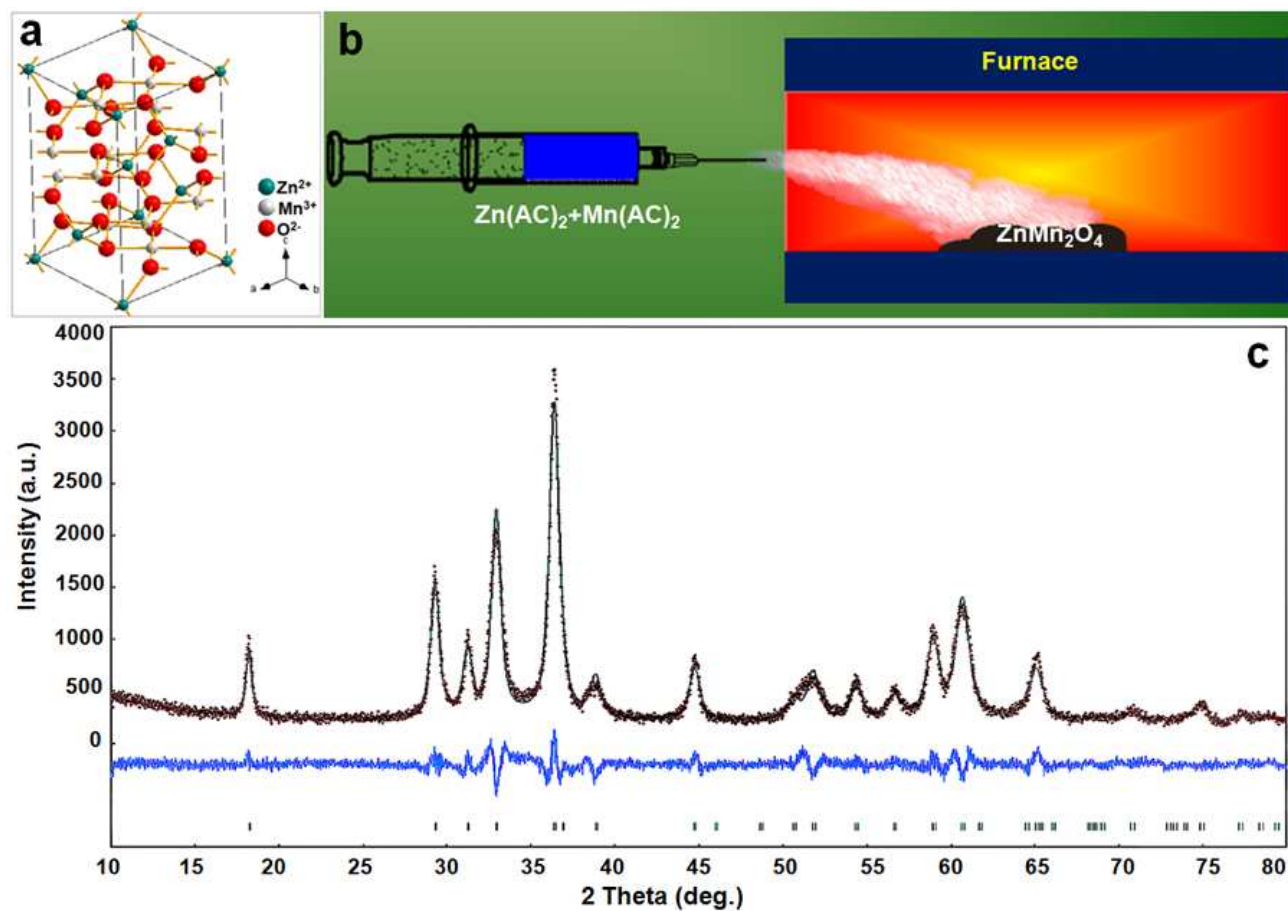 a
Zn2+
Mn3+
O2-
c
a
b
b
Furnace
Zn(AC)2+Mn(AC)2
ZnMn2O4
c
4000
3500
3000
2500
2000
1500
1000
500
0
Intensity (a.u.)
10 15 20 25 30 35 40 45 50 55 60 65 70 75 80
2 Theta (deg.)